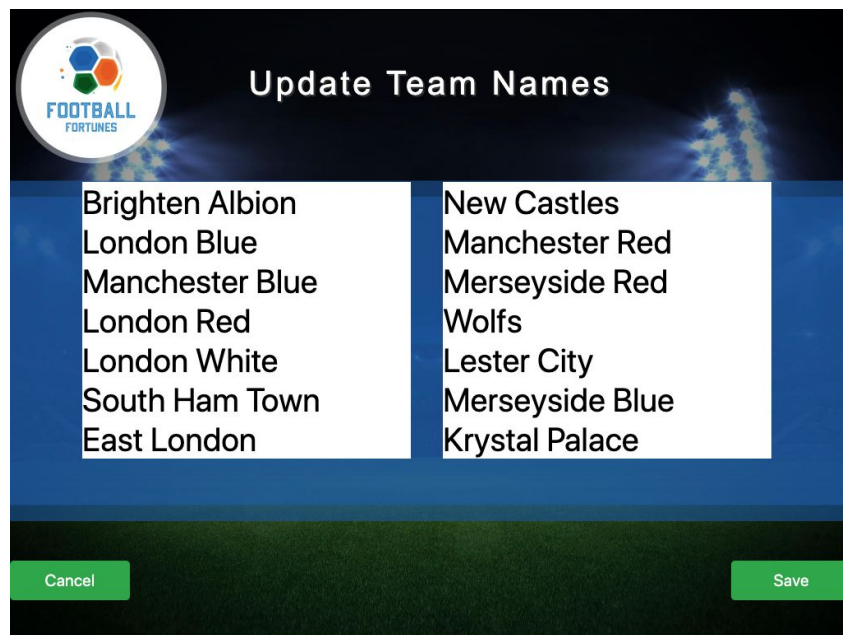 FOOTBALL
FORTUNES
Update Team Names
Brighten Albion
London Blue
Manchester Blue
London Red
London White
South Ham Town
East London
New Castles
Manchester Red
Merseyside Red
Wolfs
Lester City
Merseyside Blue
Krystal Palace
Cancel
Save